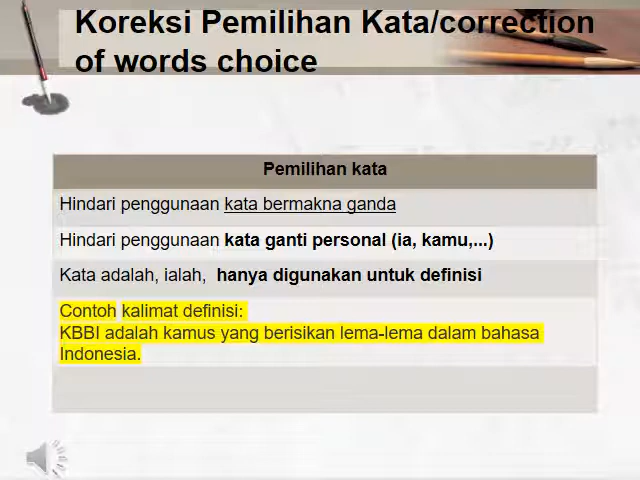 Koreksi Pemilihan Kata/correction
of words choice
Pemilihan kata
Hindari penggunaan kata bermakna ganda
Hindari penggunaan kata ganti personal (ia, kamu,...)
Kata adalah, ialah, hanya digunakan untuk definisi
Contoh kalimat definisi:
KBBI adalah kamus yang berisikan lema-lema dalam bahasa
Indonesia.